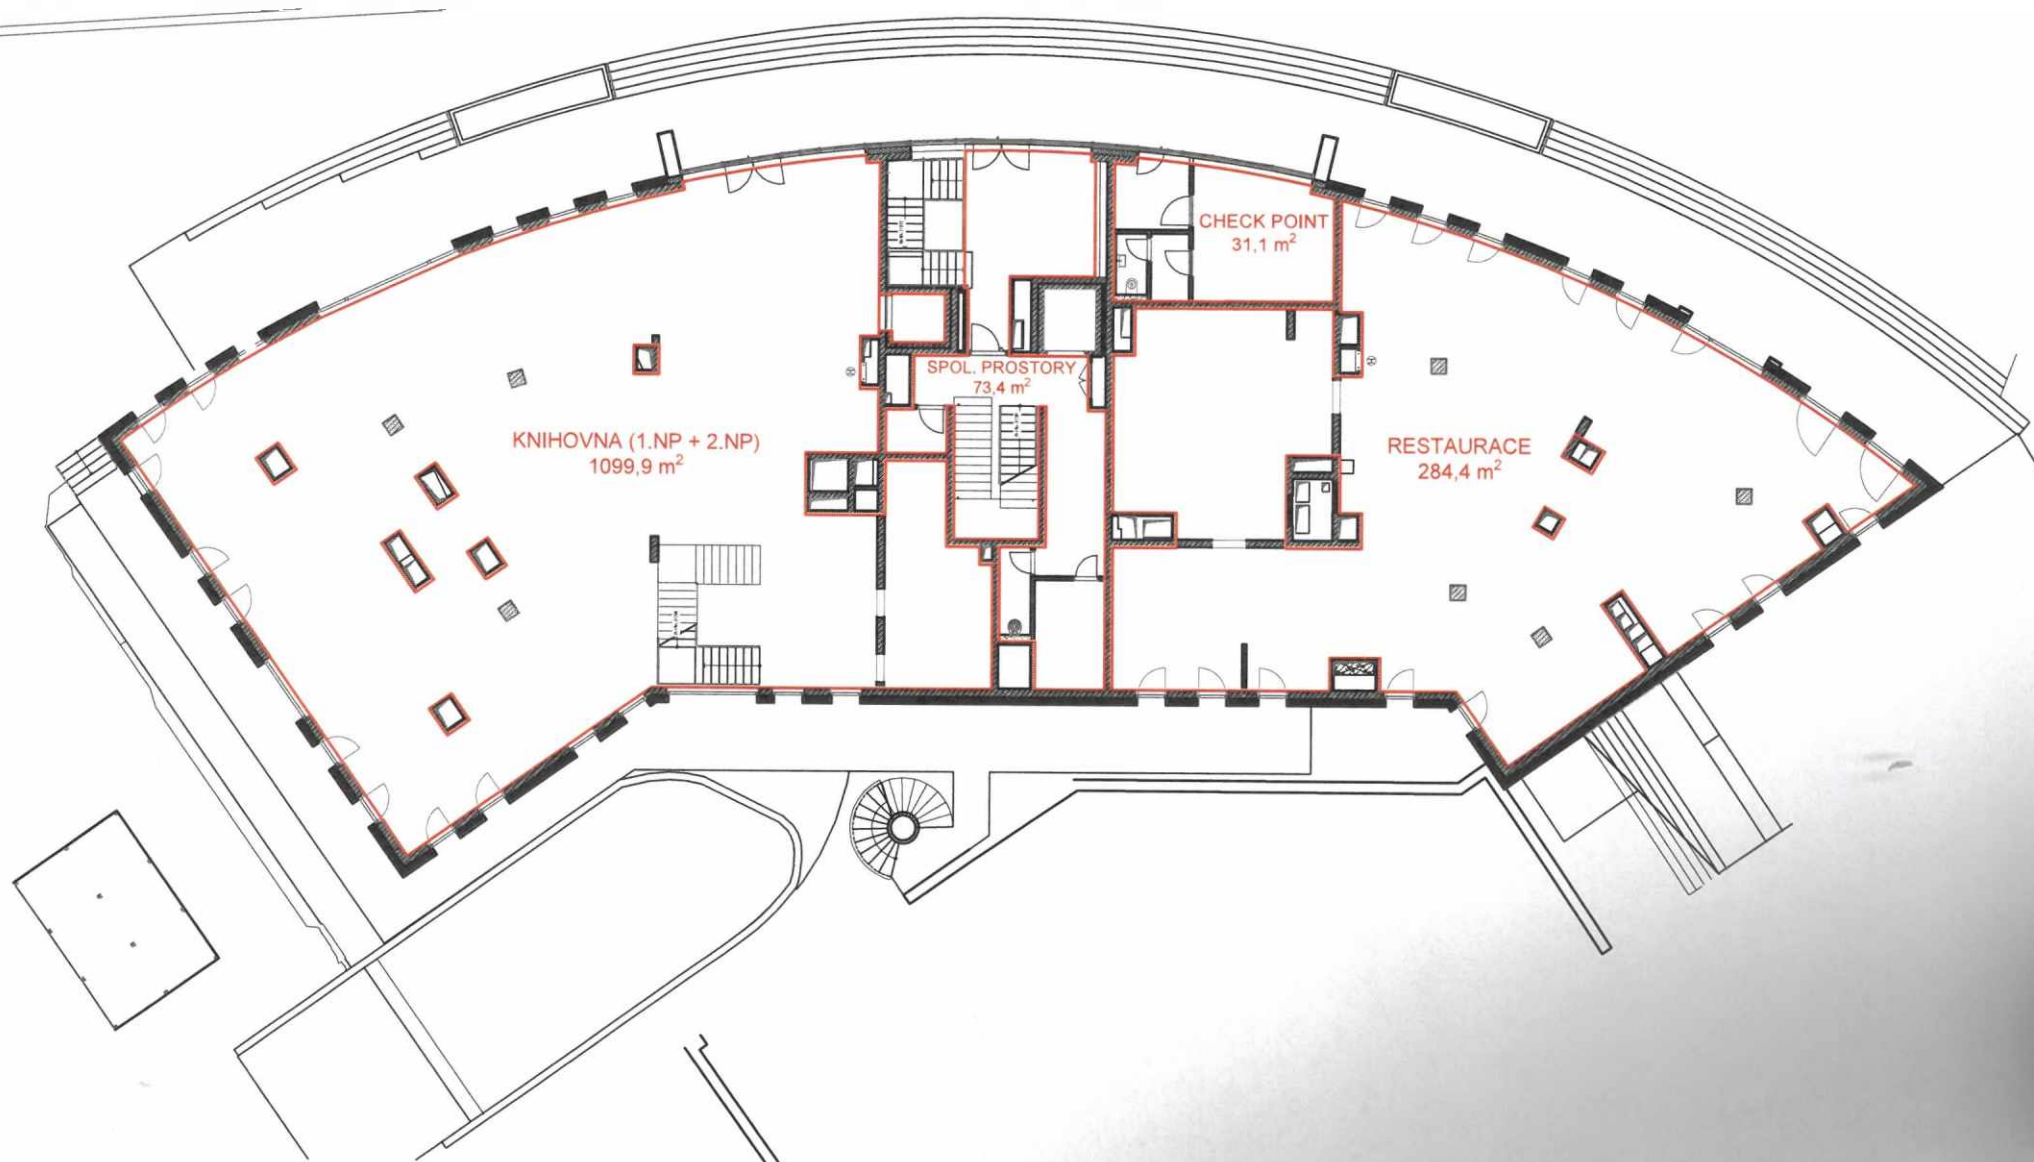 CHECK POINT
31,1 m²
SPOL. PROSTORY
73,4 m²
KNIHOVNA (1.NP + 2.NP)
1099,9 m²
RESTAURACE
284,4 m²